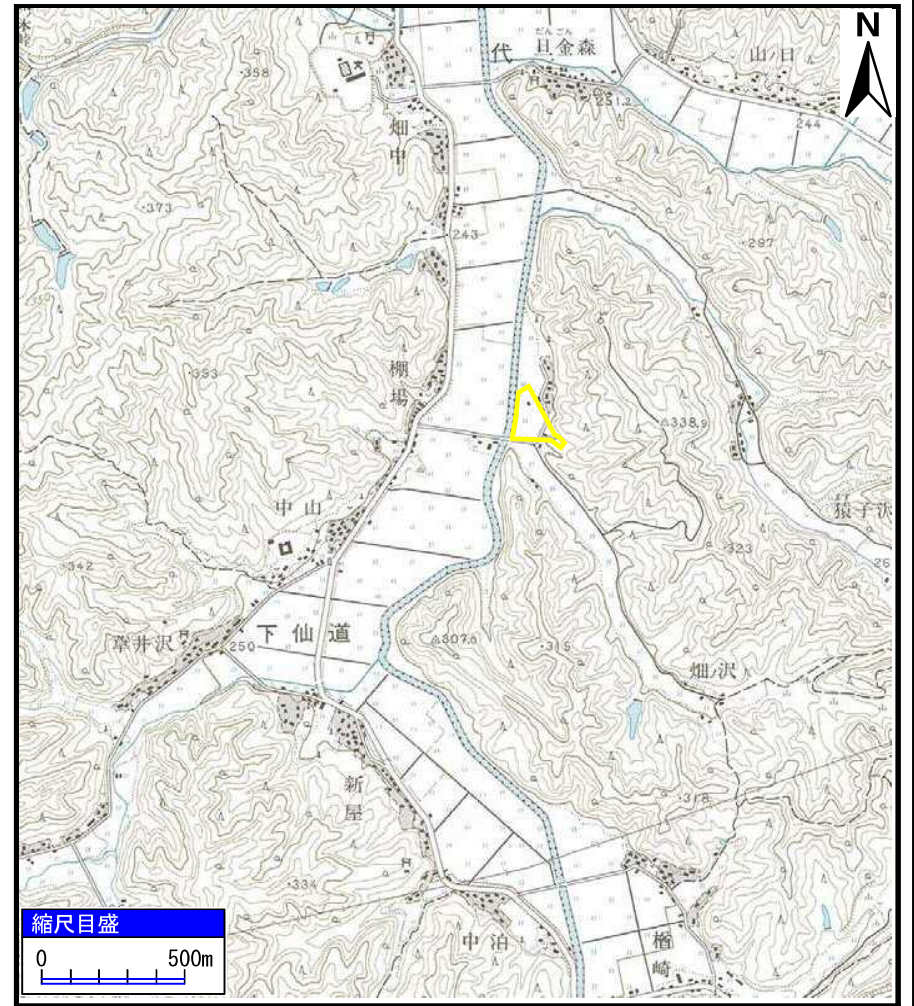 N
代
だんごん
日金森
山ノ日
·358
251.2
244
畑中
·373
243
·297
·353
棚場
△338.9
中山
猿子沢
·323
·342
26
下仙道
草井沢
·250
△307.0
·315
畑ノ沢
新屋
·318
·334
中泊
楢崎
縮尺目盛
0
500m